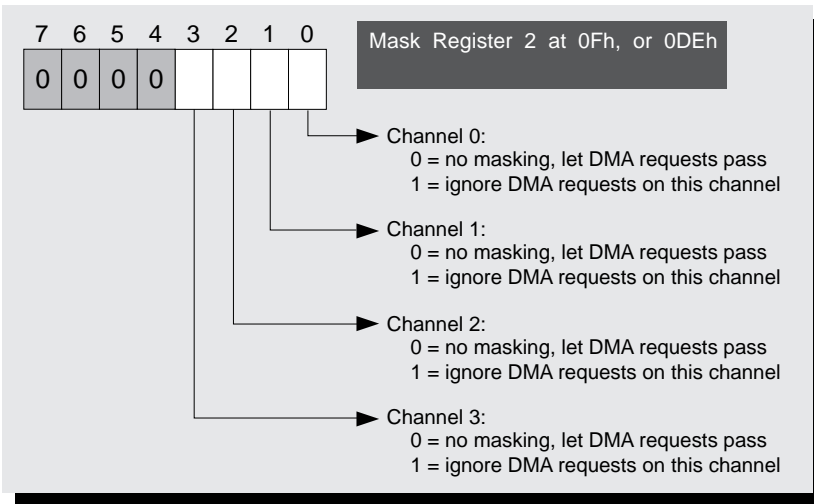 7 6 5 4 3 2 1 0
Mask Register 2 at 0Fh, or 0DEh
0 0 0 0
Channel 0:
0 = no masking, let DMA requests pass
1 = ignore DMA requests on this channel
Channel 1:
0 = no masking, let DMA requests pass
1 = ignore DMA requests on this channel
Channel 2:
0 = no masking, let DMA requests pass
1 = ignore DMA requests on this channel
Channel 3:
0 = no masking, let DMA requests pass
1 = ignore DMA requests on this channel